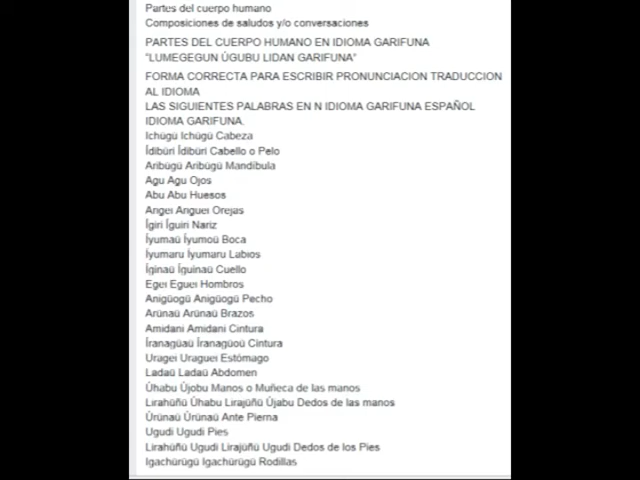 Partes del cuerpo humano
Composiciones de saludos y/o conversaciones
PARTES DEL CUERPO HUMANO EN IDIOMA GARIFUNA
"LUMEGEGUN ÚGUBU LIDAN GARIFUNA"
FORMA CORRECTA PARA ESCRIBIR PRONUNCIACION TRADUCCION
AL IDIOMA
LAS SIGUIENTES PALABRAS EN N IDIOMA GARIFUNA ESPAÑOL
IDIOMA GARIFUNA.
Ichügü Ichügü Cabeza
Ídibüri Ídibüri Cabello o Pelo
Aribügü Aribügü Mandíbula
Agu Agu Ojos
Abu Abu Huesos
Angei Anguei Orejas
Ígiri Íguiri Nariz
Íyumaü Íyumoü Boca
Íyumaru Íyumaru Labios
Íginaü Íguinaü Cuello
Egei Eguei Hombros
Anigüogü Anigüogü Pecho
Arünaü Arünaü Brazos
Amidani Amidani Cintura
Íranagüaü Íranagüoü Cintura
Uragei Uraguei Estómago
Ladaü Ladaü Abdomen
Úhabu Újobu Manos o Muñeca de las manos
Lirahüñü Úhabu Lirajüñü Újabu Dedos de las manos
Ürünaü Ürünaü Ante Pierna
Ugudi Ugudi Pies
Lirahüñü Ugudi Lirajüñü Ugudi Dedos de los Pies
Igachürügü Igachürügü Rodillas